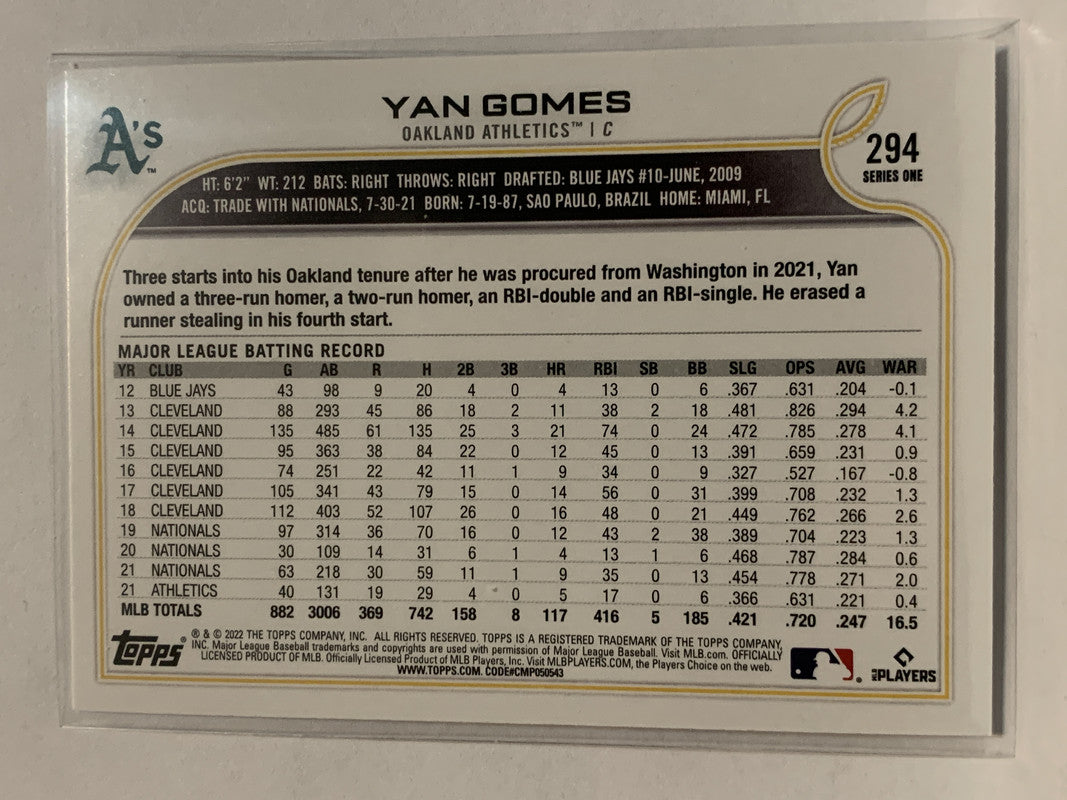 A's™
YAN GOMES
OAKLAND ATHLETICS™ | C
294
SERIES ONE
HT: 6'2" WT: 212 BATS: RIGHT THROWS: RIGHT DRAFTED: BLUE JAYS #10-JUNE, 2009
ACQ: TRADE WITH NATIONALS, 7-30-21 BORN: 7-19-87, SAO PAULO, BRAZIL HOME: MIAMI, FL
Three starts into his Oakland tenure after he was procured from Washington in 2021, Yan
owned a three-run homer, a two-run homer, an RBI-double and an RBI-single. He erased a
runner stealing in his fourth start.
MAJOR LEAGUE BATTING RECORD
YR CLUB G AB R H 2B 3B HR RBI SB BB SLG OPS AVG WAR
12 BLUE JAYS 43 98 9 20 4 0 4 13 0 6 .367 .631 .204 -0.1
13 CLEVELAND 88 293 45 86 18 2 11 38 2 18 .481 .826 .294 4.2
14 CLEVELAND 135 485 61 135 25 3 21 74 0 24 .472 .785 .278 4.1
15 CLEVELAND 95 363 38 84 22 0 12 45 0 13 .391 .659 .231 0.9
16 CLEVELAND 74 251 22 42 11 1 9 34 0 9 .327 .527 .167 -0.8
17 CLEVELAND 105 341 43 79 15 0 14 56 0 31 .399 .708 .232 1.3
18 CLEVELAND 112 403 52 107 26 0 16 48 0 21 .449 .762 .266 2.6
19 NATIONALS 97 314 36 70 16 0 12 43 2 38 .389 .704 .223 1.3
20 NATIONALS 30 109 14 31 6 1 4 13 1 6 .468 .787 .284 0.6
21 NATIONALS 63 218 30 59 11 1 9 35 0 13 .454 .778 .271 2.0
21 ATHLETICS 40 131 19 29 4 0 5 17 0 6 .366 .631 .221 0.4
MLB TOTALS 882 3006 369 742 158 8 117 416 5 185 .421 .720 .247 16.5
Topps®
® & © 2022 THE TOPPS COMPANY, INC. ALL RIGHTS RESERVED. TOPPS IS A REGISTERED TRADEMARK OF THE TOPPS COMPANY,
INC. Major League Baseball trademarks and copyrights are used with permission of Major League Baseball. Visit MLB.com. OFFICIALLY
LICENSED PRODUCT OF MLB. Officially Licensed Product of MLB Players, Inc. Visit MLBPLAYERS.COM, the Players Choice on the web.
WWW.TOPPS.COM. CODE#CMP050543
MLB PLAYERS